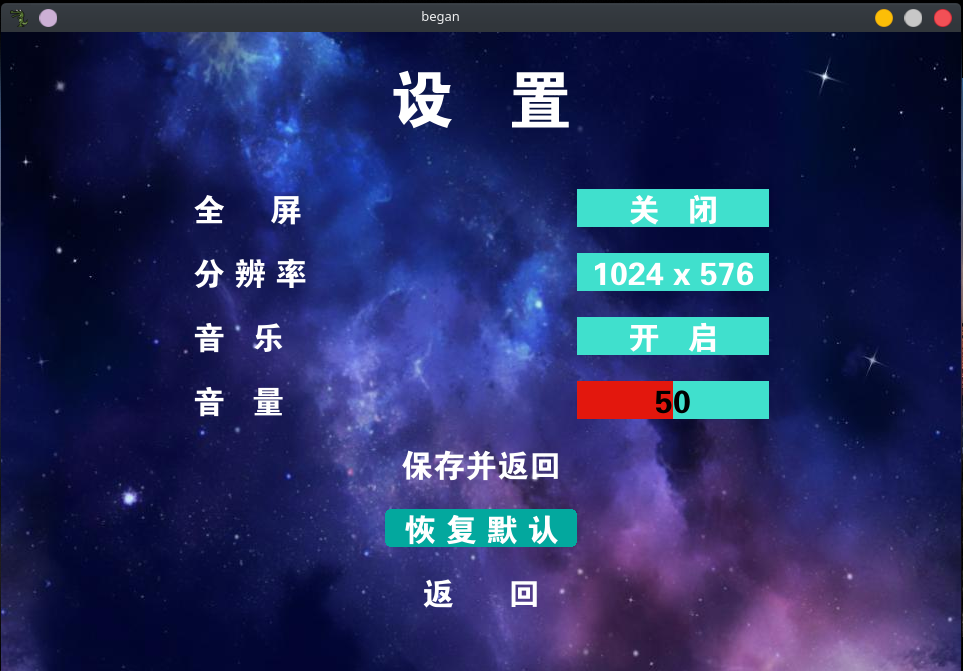 began
设 置
全 屏 关 闭
分 辨 率 1024 x 576
音 乐 开 启
音 量 50
保存并返回
恢 复 默 认
返 回